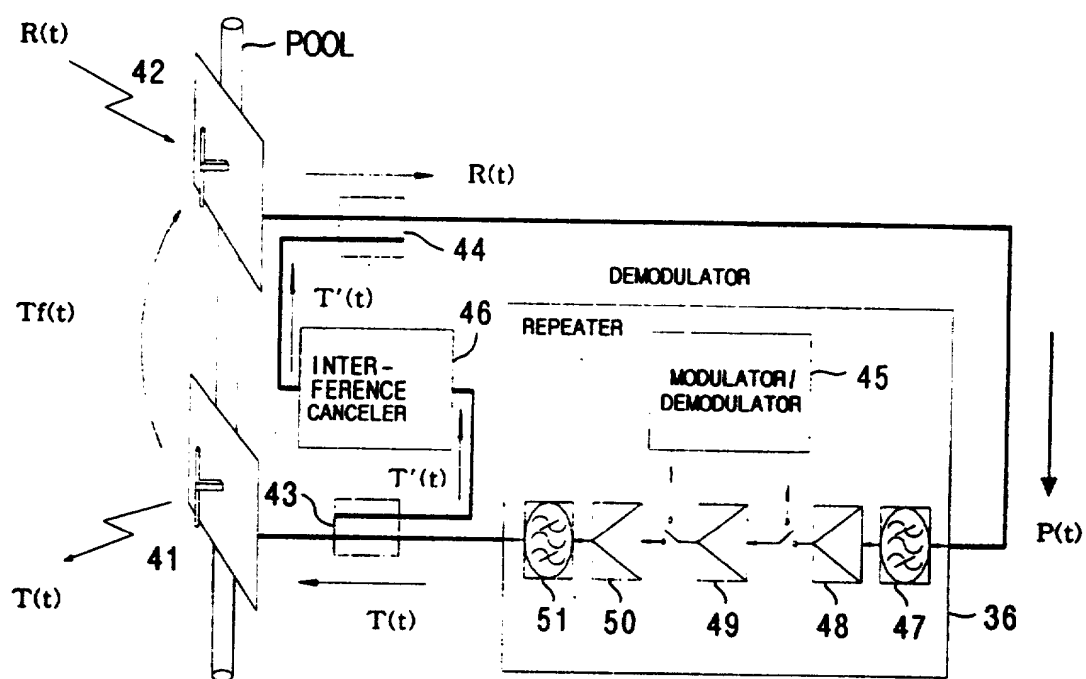 R(t)
42
POOL
R(t)
44
DEMODULATOR
Tf(t)
T'(t)
46
REPEATER
INTER-
FERENCE
CANCELER
MODULATOR/
DEMODULATOR
45
T'(t)
43
P(t)
41
T(t)
T(t)
51
50
49
48
47
36